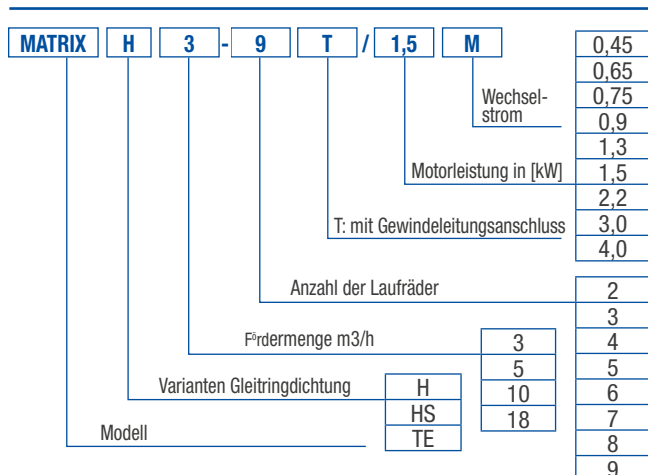 MATRIX H 3 - 9 T / 1,5 M
0,45
0,65
0,75
0,9
1,3
1,5
2,2
3,0
4,0
Wechsel-
strom
Motorleistung in [kW]
T: mit Gewindeleitungsanschluss
Anzahl der Laufräder
2
3
4
5
6
7
8
9
Fördermenge m3/h
3
5
10
18
Varianten Gleitringdichtung
H
HS
TE
Modell